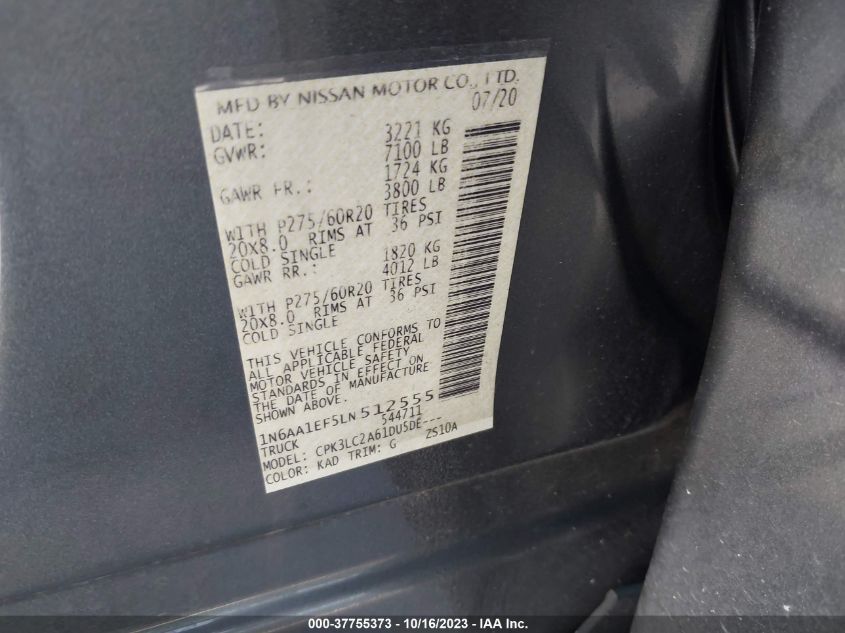 MFD BY NISSAN MOTOR CO., LTD.
DATE: 07/20
GVWR: 3221 KG
7100 LB
GAWR FR.: 1724 KG
3800 LB
WITH P275/60R20 TIRES
20X8.0 RIMS AT 36 PSI
COLD SINGLE
GAWR RR.: 1820 KG
4012 LB
WITH P275/60R20 TIRES
20X8.0 RIMS AT 36 PSI
COLD SINGLE
THIS VEHICLE CONFORMS TO
ALL APPLICABLE FEDERAL
MOTOR VEHICLE SAFETY
STANDARDS IN EFFECT ON
THE DATE OF MANUFACTURE
SHOWN ABOVE.
1N6AA1EF5LN512555
TRUCK 544711
MODEL: CPK3LC2A61DU5DE---
COLOR: KAD TRIM: G ZS10A
000-37755373 - 10/16/2023 - IAA Inc.